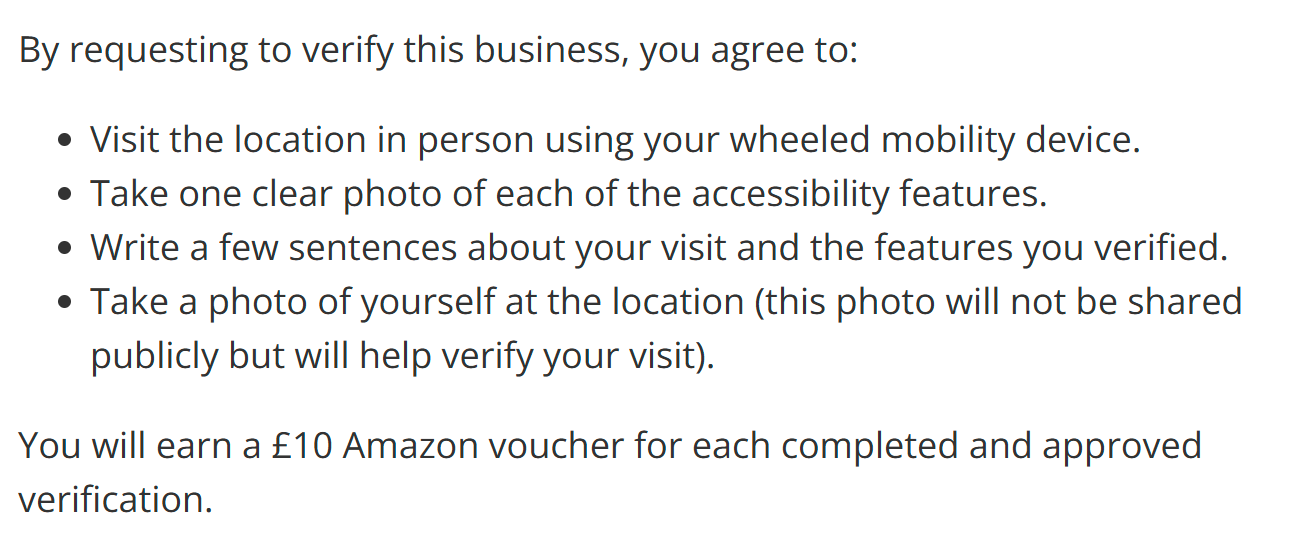 By requesting to verify this business, you agree to:
• Visit the location in person using your wheeled mobility device.
• Take one clear photo of each of the accessibility features.
• Write a few sentences about your visit and the features you verified.
• Take a photo of yourself at the location (this photo will not be shared
publicly but will help verify your visit).
You will earn a £10 Amazon voucher for each completed and approved
verification.